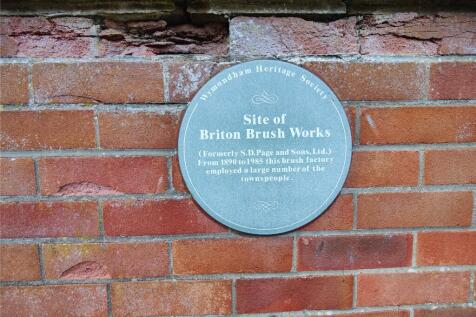 Wymondham Heritage Society
Site of
Briton Brush Works
(Formerly S.D.Page and Sons, Ltd.)
From 1890 to 1985 this brush factory
employed a large number of the
townspeople.